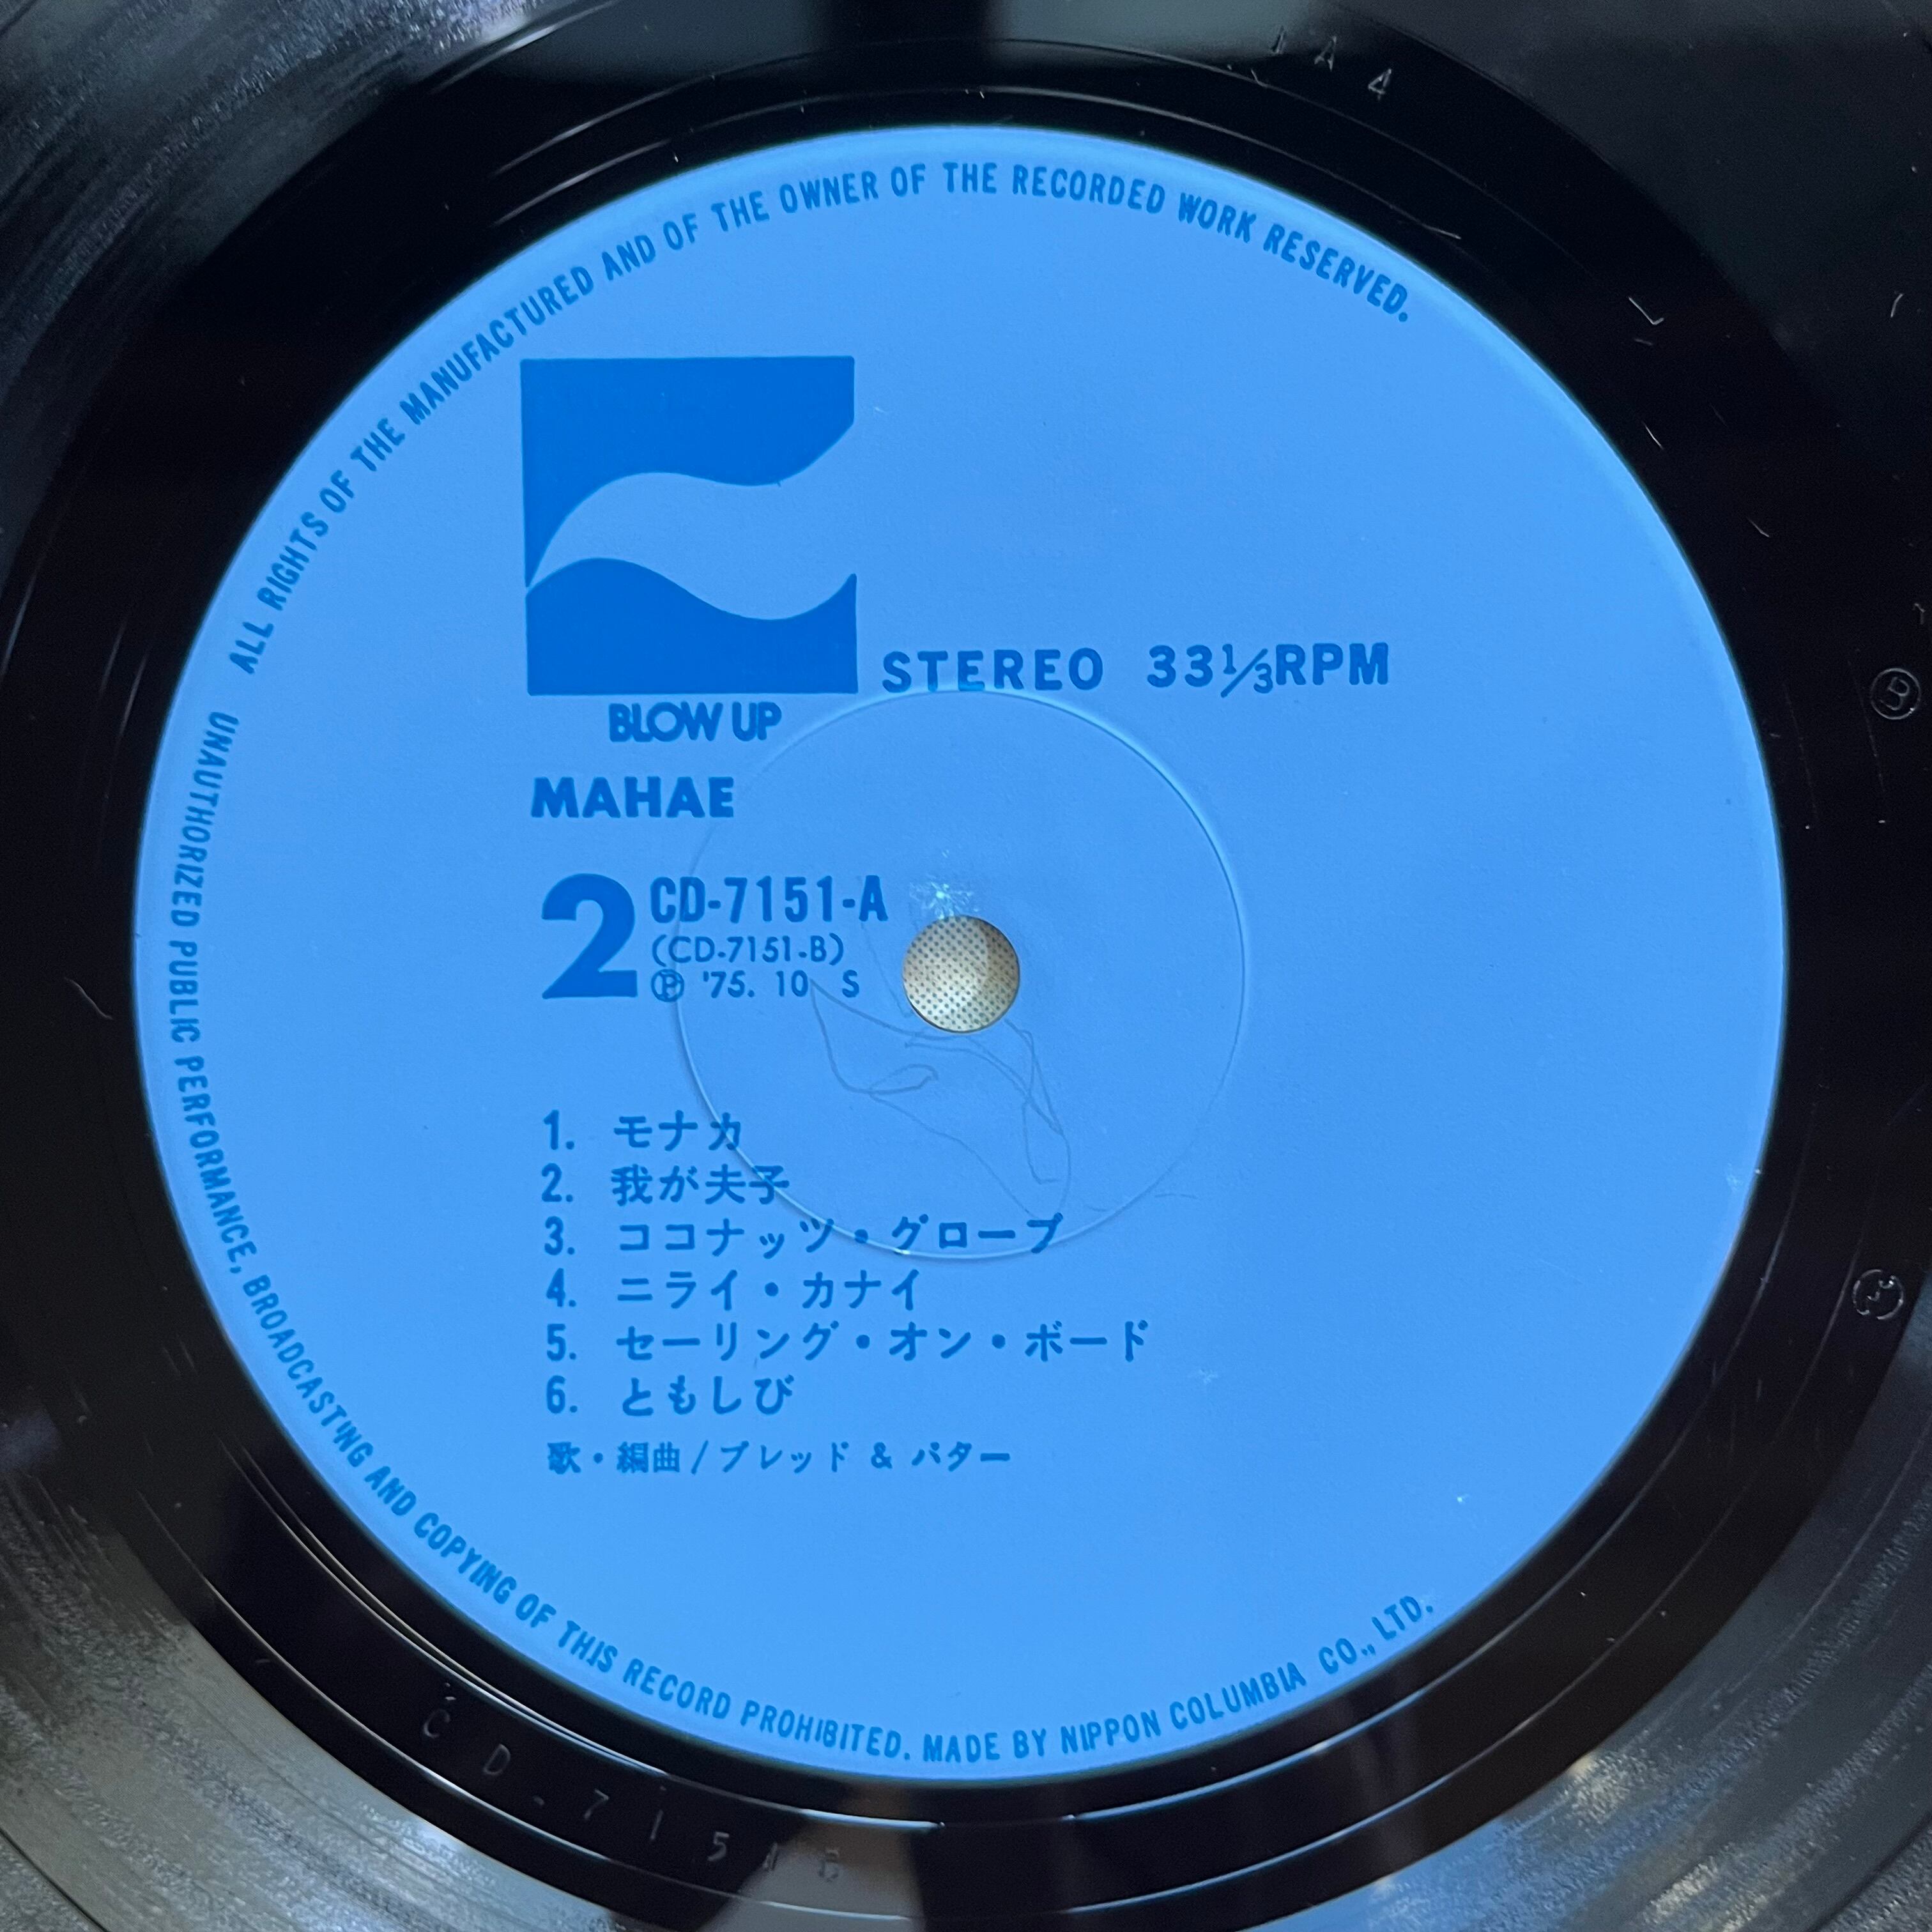 ALL RIGHTS OF THE MANUFACTURED AND OF THE OWNER OF THE RECORDED WORK RESERVED.
BLOW UP
STEREO 33⅓RPM
MAHAE
2
CD-7151-A
(CD-7151-B)
Ⓟ '75. 10 S
1. モナカ
2. 我が夫子
3. ココナッツ・グローブ
4. ニライ・カナイ
5. セーリング・オン・ボード
6. ともしび
歌・編曲/ブレッド & バター
UNAUTHORIZED PUBLIC PERFORMANCE, BROADCASTING AND COPYING OF THIS RECORD PROHIBITED. MADE BY NIPPON COLUMBIA CO., LTD.
1 A 4
Ⓑ
CD-7151B